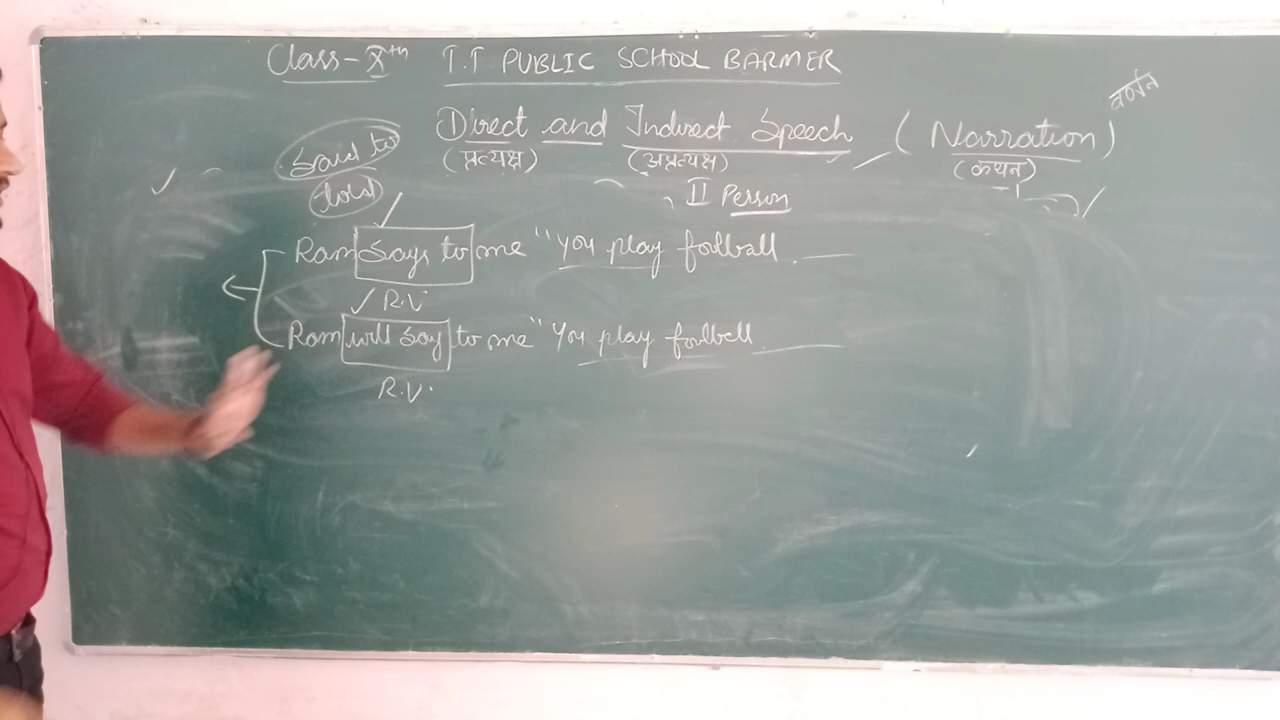 Class-Xth T.T PUBLIC SCHOOL BARMER
Direct and Indirect Speech (Narration) वर्णन
(प्रत्यक्ष) (अप्रत्यक्ष) (कथन)
Said to
told
II Person
Ram Says to me "You play football.
R.V
Ram will Say to me "You play football.
R.V.